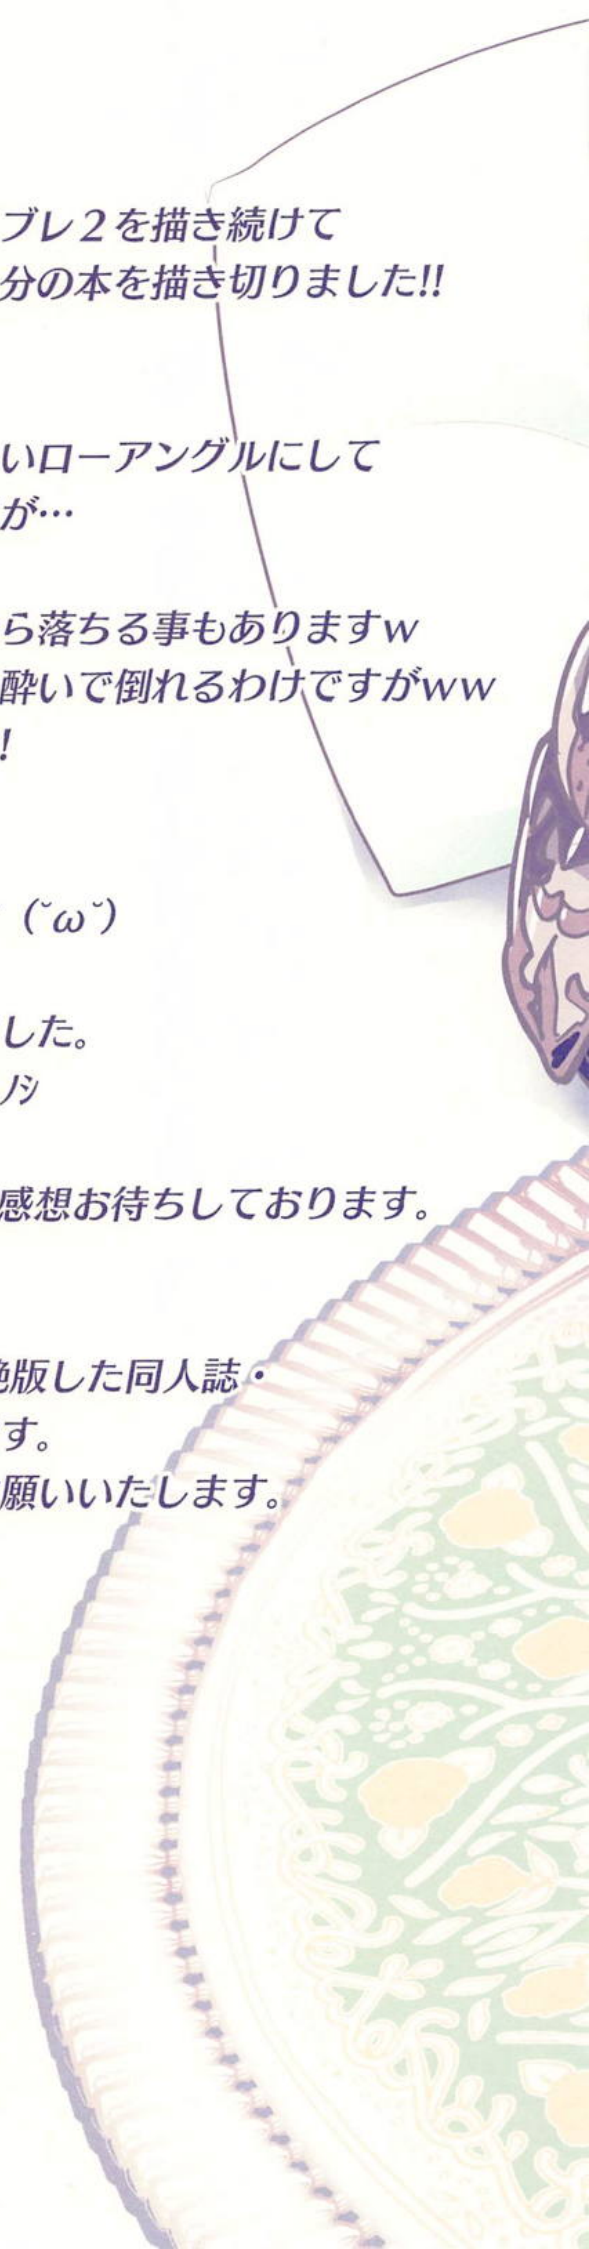 ブレ２を描き続けて
分の本を描き切りました!!
いローアングルにして
が…
ら落ちる事もありますｗ
酔いで倒れるわけですがｗｗ
!
(˘ω˘)
した。
ﾉｼ
感想お待ちしております。
絶版した同人誌・
す。
願いいたします。